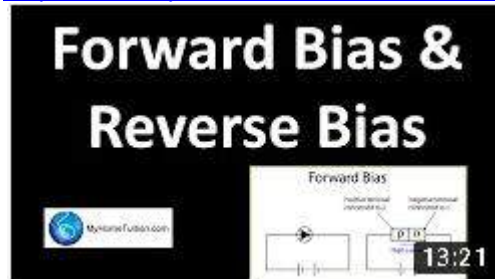 Forward Bias &
Reverse Bias
MyHomeTuition.com
Forward Bias
p n
13:21